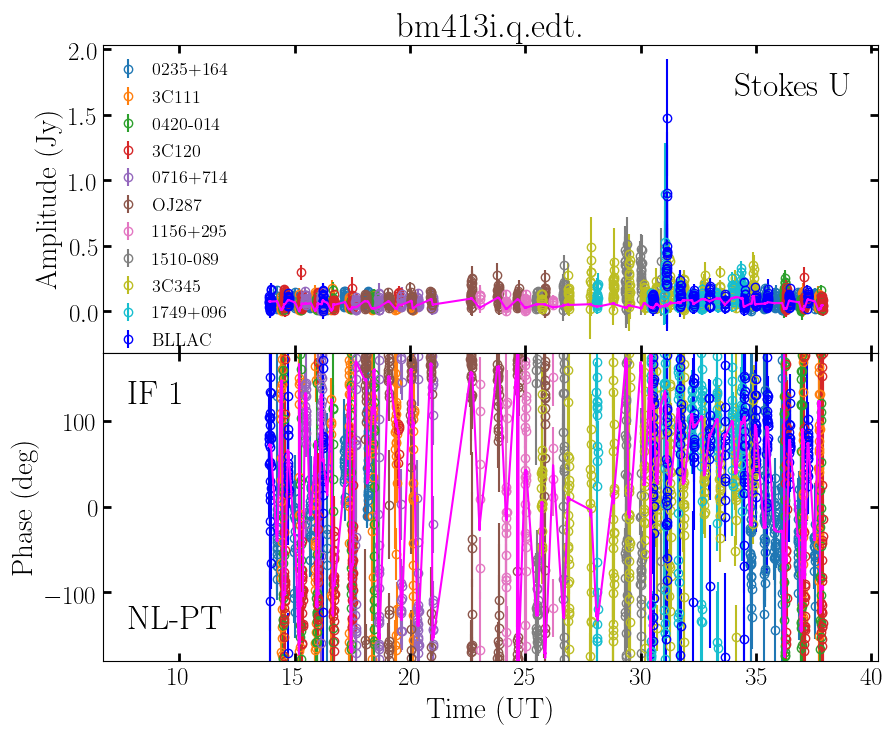 bm413i.q.edt.
Stokes U
Amplitude (Jy)
2.0
1.5
1.0
0.5
0.0
0235+164
3C111
0420-014
3C120
0716+714
OJ287
1156+295
1510-089
3C345
1749+096
BLLAC
IF 1
NL-PT
Phase (deg)
100
0
−100
10 15 20 25 30 35 40
Time (UT)